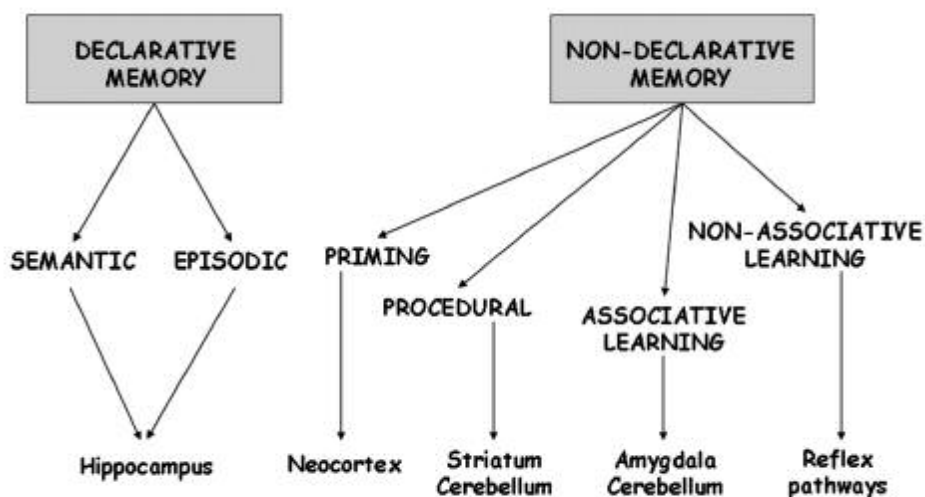 DECLARATIVE
MEMORY
NON-DECLARATIVE
MEMORY
SEMANTIC
EPISODIC
PRIMING
PROCEDURAL
ASSOCIATIVE
LEARNING
NON-ASSOCIATIVE
LEARNING
Hippocampus
Neocortex
Striatum
Cerebellum
Amygdala
Cerebellum
Reflex
pathways